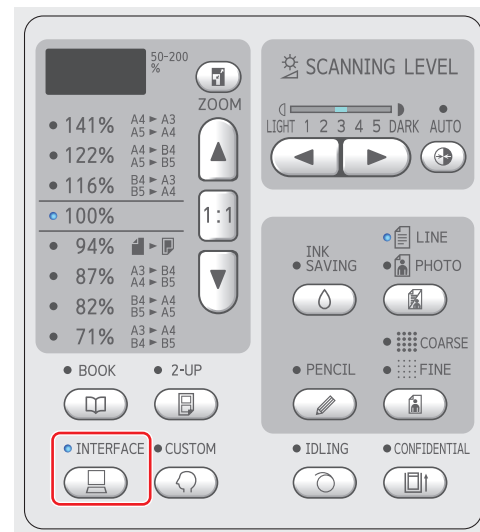 50-200
%
ZOOM
141% A4 ► A3
A5 ► A4
122% A4 ► B4
A5 ► B5
116% B4 ► A3
B5 ► A4
100%
1:1
94%
87% A3 ► B4
A4 ► B5
82% B4 ► A4
B5 ► A5
71% A3 ► A4
B4 ► B5
BOOK 2-UP
INTERFACE CUSTOM
SCANNING LEVEL
LIGHT 1 2 3 4 5 DARK AUTO
INK
SAVING
LINE
PHOTO
COARSE
PENCIL FINE
IDLING CONFIDENTIAL